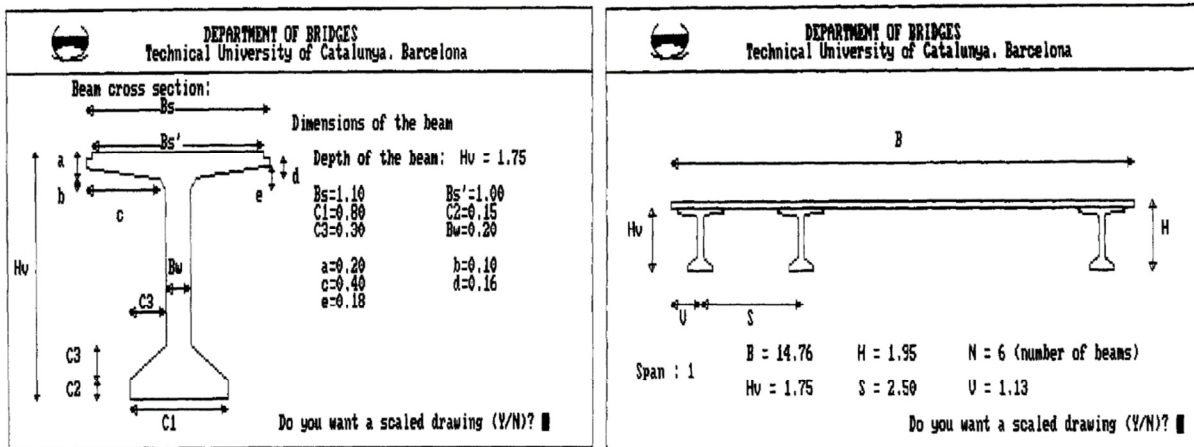 DEPARTMENT OF BRIDGES
Technical University of Catalunya. Barcelona
Beam cross section:
Bs
Bs'
a
b
c
d
e
Hv
Bw
C3
C3
C2
C1
Dimensions of the beam
Depth of the beam: Hv = 1.75
Bs=1.10 Bs'=1.00
C1=0.80 C2=0.15
C3=0.30 Bw=0.20
a=0.20 b=0.10
c=0.40 d=0.16
e=0.18
Do you want a scaled drawing (Y/N)?
DEPARTMENT OF BRIDGES
Technical University of Catalunya. Barcelona
B
Hv
H
V
S
B = 14.76 H = 1.95 N = 6 (number of beams)
Span : 1
Hv = 1.75 S = 2.50 V = 1.13
Do you want a scaled drawing (Y/N)?